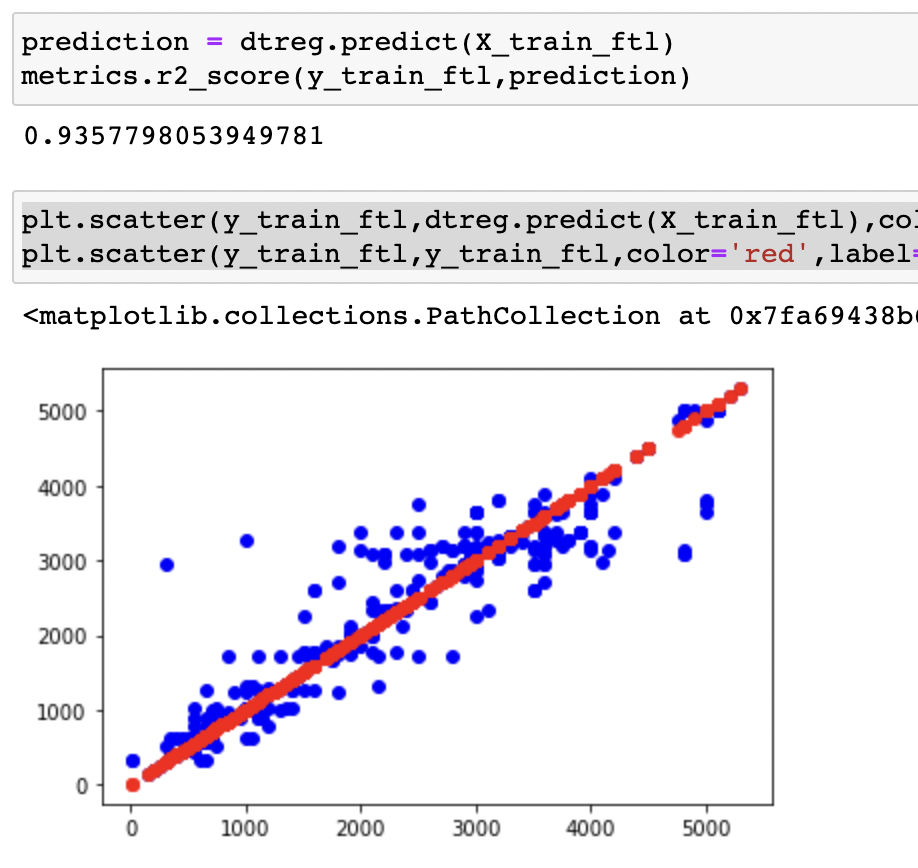 prediction = dtreg.predict(X_train_ftl)
metrics.r2_score(y_train_ftl,prediction)
0.9357798053949781
plt.scatter(y_train_ftl,dtreg.predict(X_train_ftl),col
plt.scatter(y_train_ftl,y_train_ftl,color='red',label=
<matplotlib.collections.PathCollection at 0x7fa69438b
5000
4000
3000
2000
1000
0
0 1000 2000 3000 4000 5000